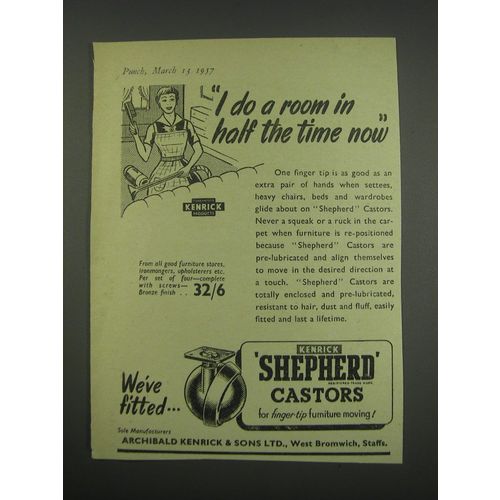 Punch, March 13 1957
"I do a room in
half the time now"
KENRICK
PRODUCTS
One finger tip is as good as an
extra pair of hands when settees,
heavy chairs, beds and wardrobes
glide about on "Shepherd" Castors.
Never a squeak or a ruck in the car-
pet when furniture is re-positioned
because "Shepherd" Castors are
pre-lubricated and align themselves
to move in the desired direction at
a touch. "Shepherd" Castors are
totally enclosed and pre-lubricated,
resistant to hair, dust and fluff, easily
fitted and last a lifetime.
From all good furniture stores,
ironmongers, upholsterers etc.
Per set of four—complete
with screws—
Bronze finish . . 32/6
We've
fitted...
KENRICK
'SHEPHERD'
REGISTERED TRADE MARK
CASTORS
for finger-tip furniture moving!
Sole Manufacturers
ARCHIBALD KENRICK & SONS LTD., West Bromwich, Staffs.